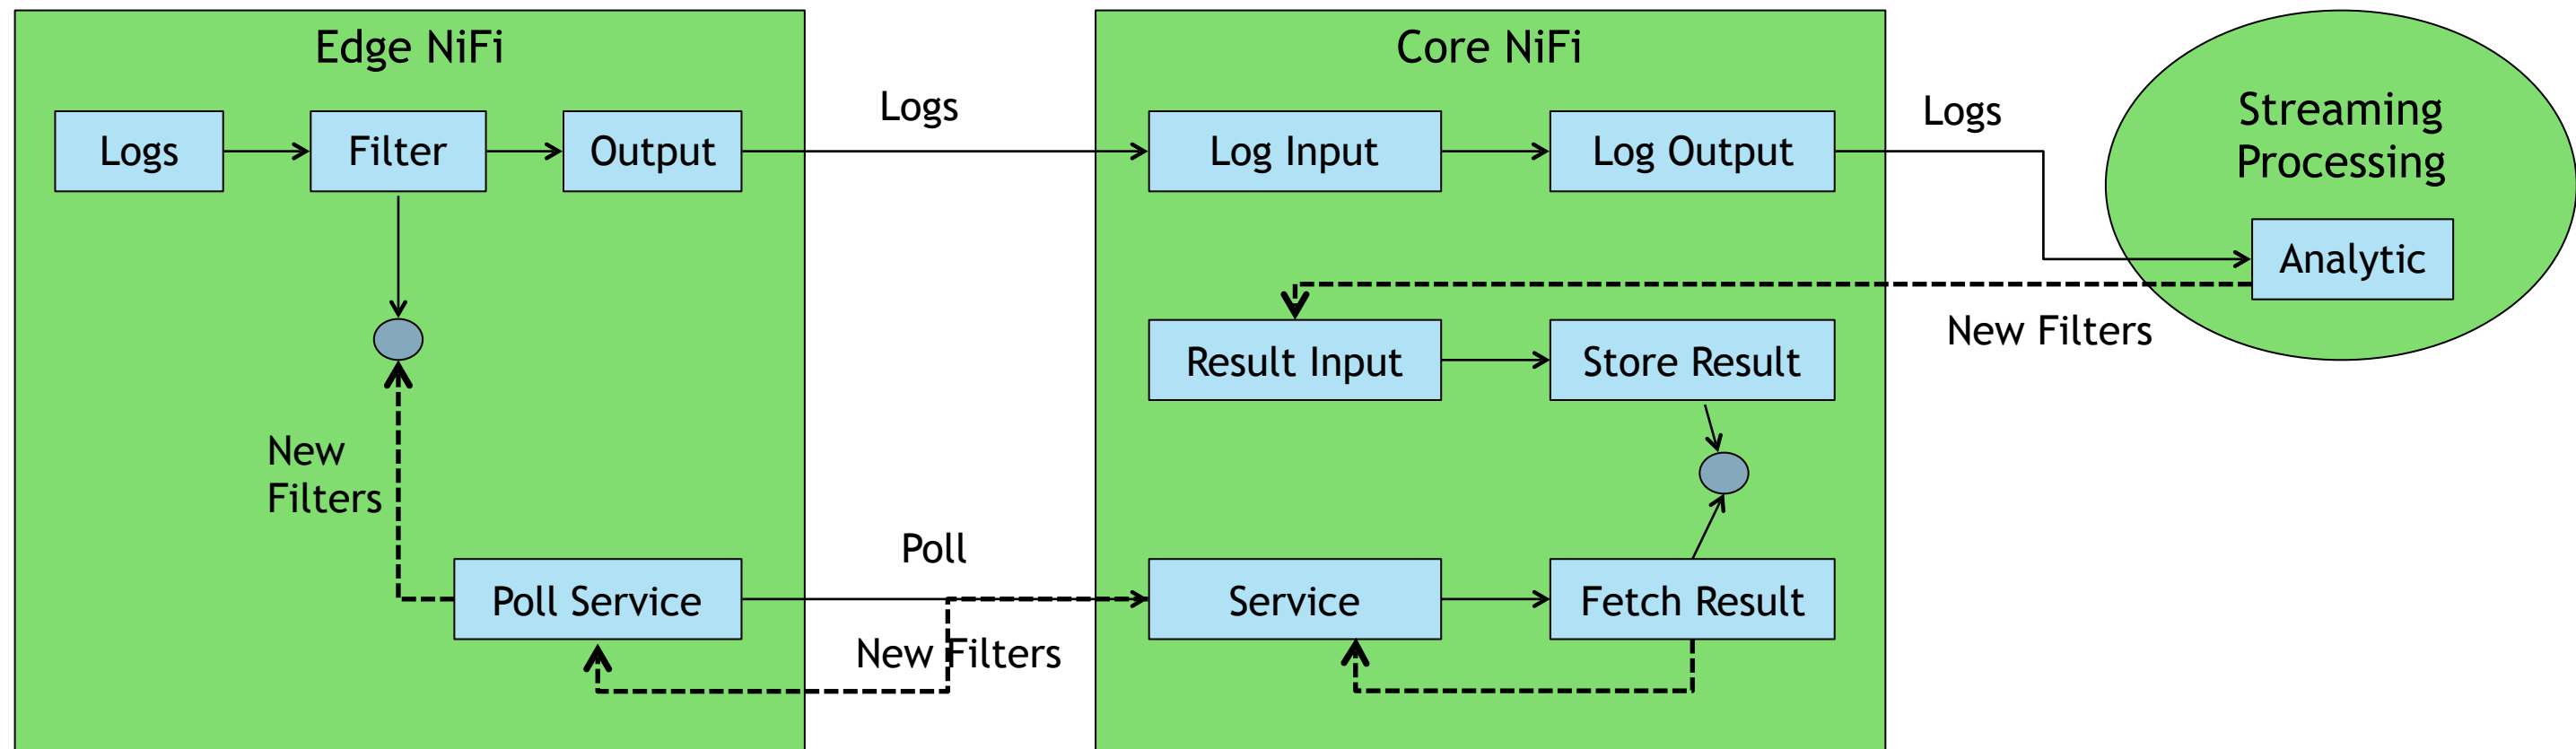 Edge NiFi
Logs
Filter
Output
New
Filters
Poll Service
Logs
Poll
New Filters
Core NiFi
Log Input
Log Output
Result Input
Store Result
Service
Fetch Result
Logs
New Filters
Streaming
Processing
Analytic